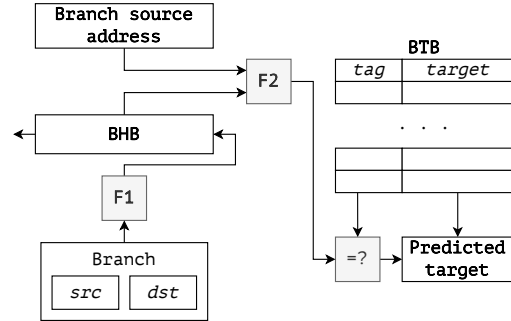 Branch source
address
BTB
tag target
F2
BHB
. . .
F1
Branch
src dst
=?
Predicted
target